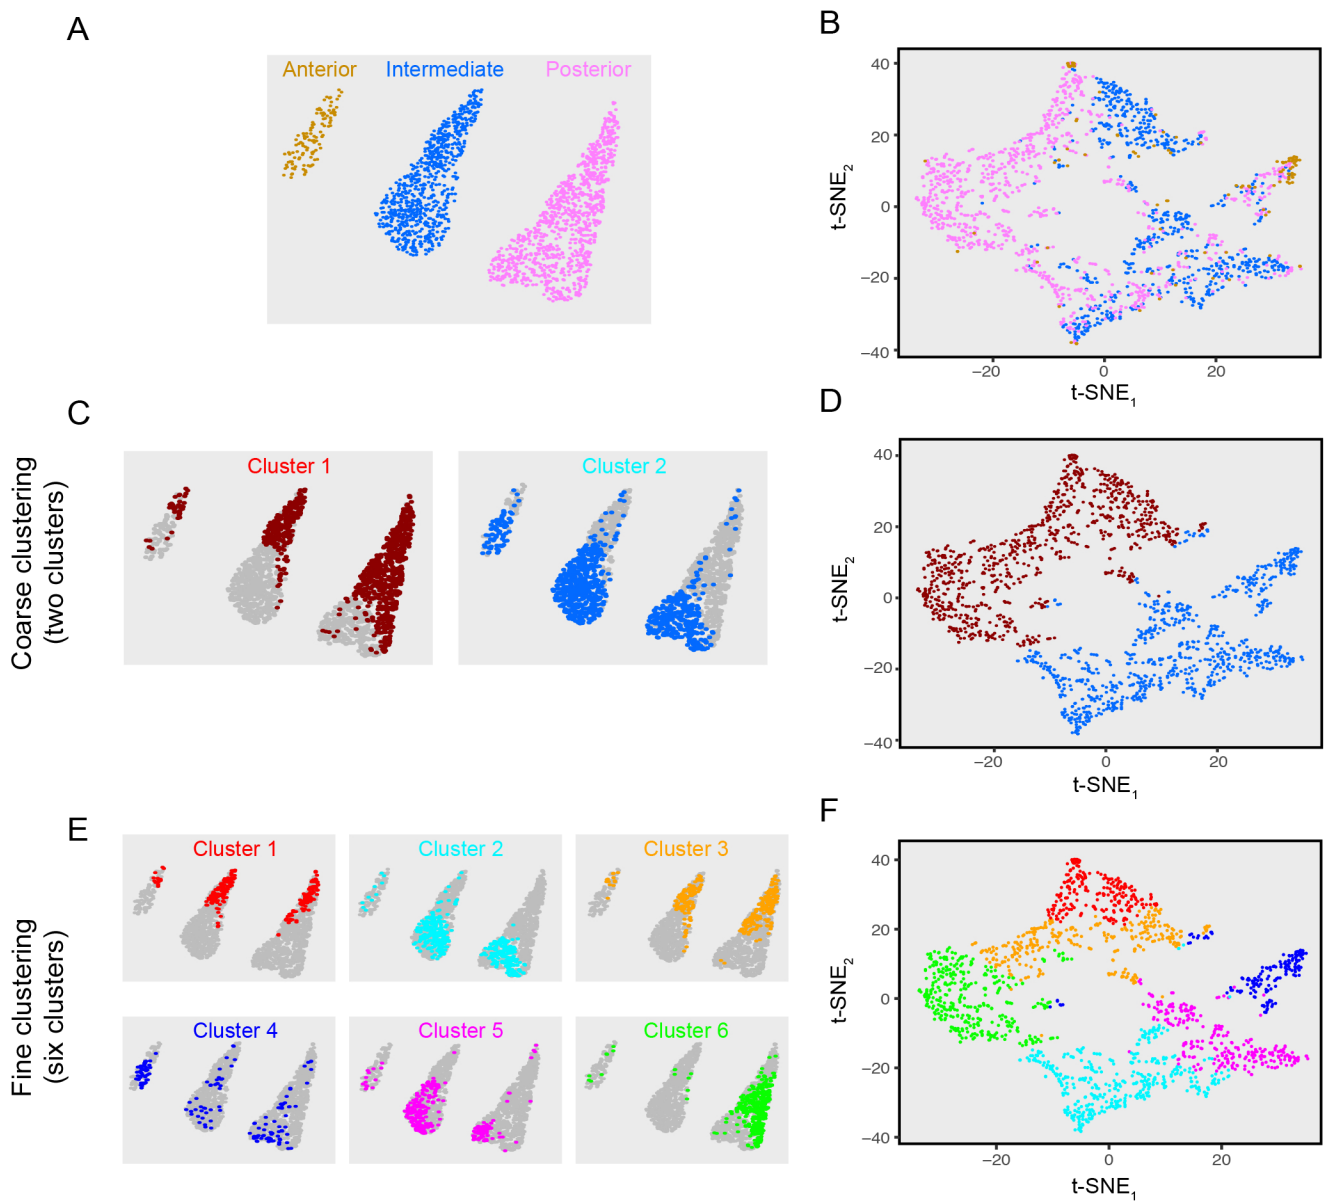 A
Anterior
Intermediate
Posterior
B
40
20
0
−20
−40
−20
0
20
t-SNE2
t-SNE1
C
Coarse clustering
(two clusters)
Cluster 1
Cluster 2
D
40
20
0
−20
−40
−20
0
20
t-SNE2
t-SNE1
E
Fine clustering
(six clusters)
Cluster 1
Cluster 2
Cluster 3
Cluster 4
Cluster 5
Cluster 6
F
40
20
0
−20
−40
−20
0
20
t-SNE2
t-SNE1